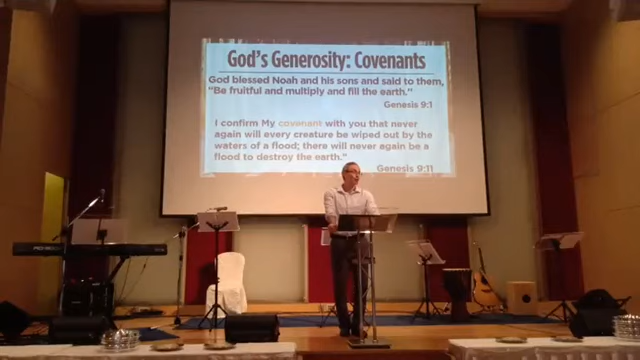 God's Generosity: Covenants
God blessed Noah and his sons and said to them,
"Be fruitful and multiply and fill the earth."
Genesis 9:1
I confirm My covenant with you that never
again will every creature be wiped out by the
waters of a flood; there will never again be a
flood to destroy the earth."
Genesis 9:11